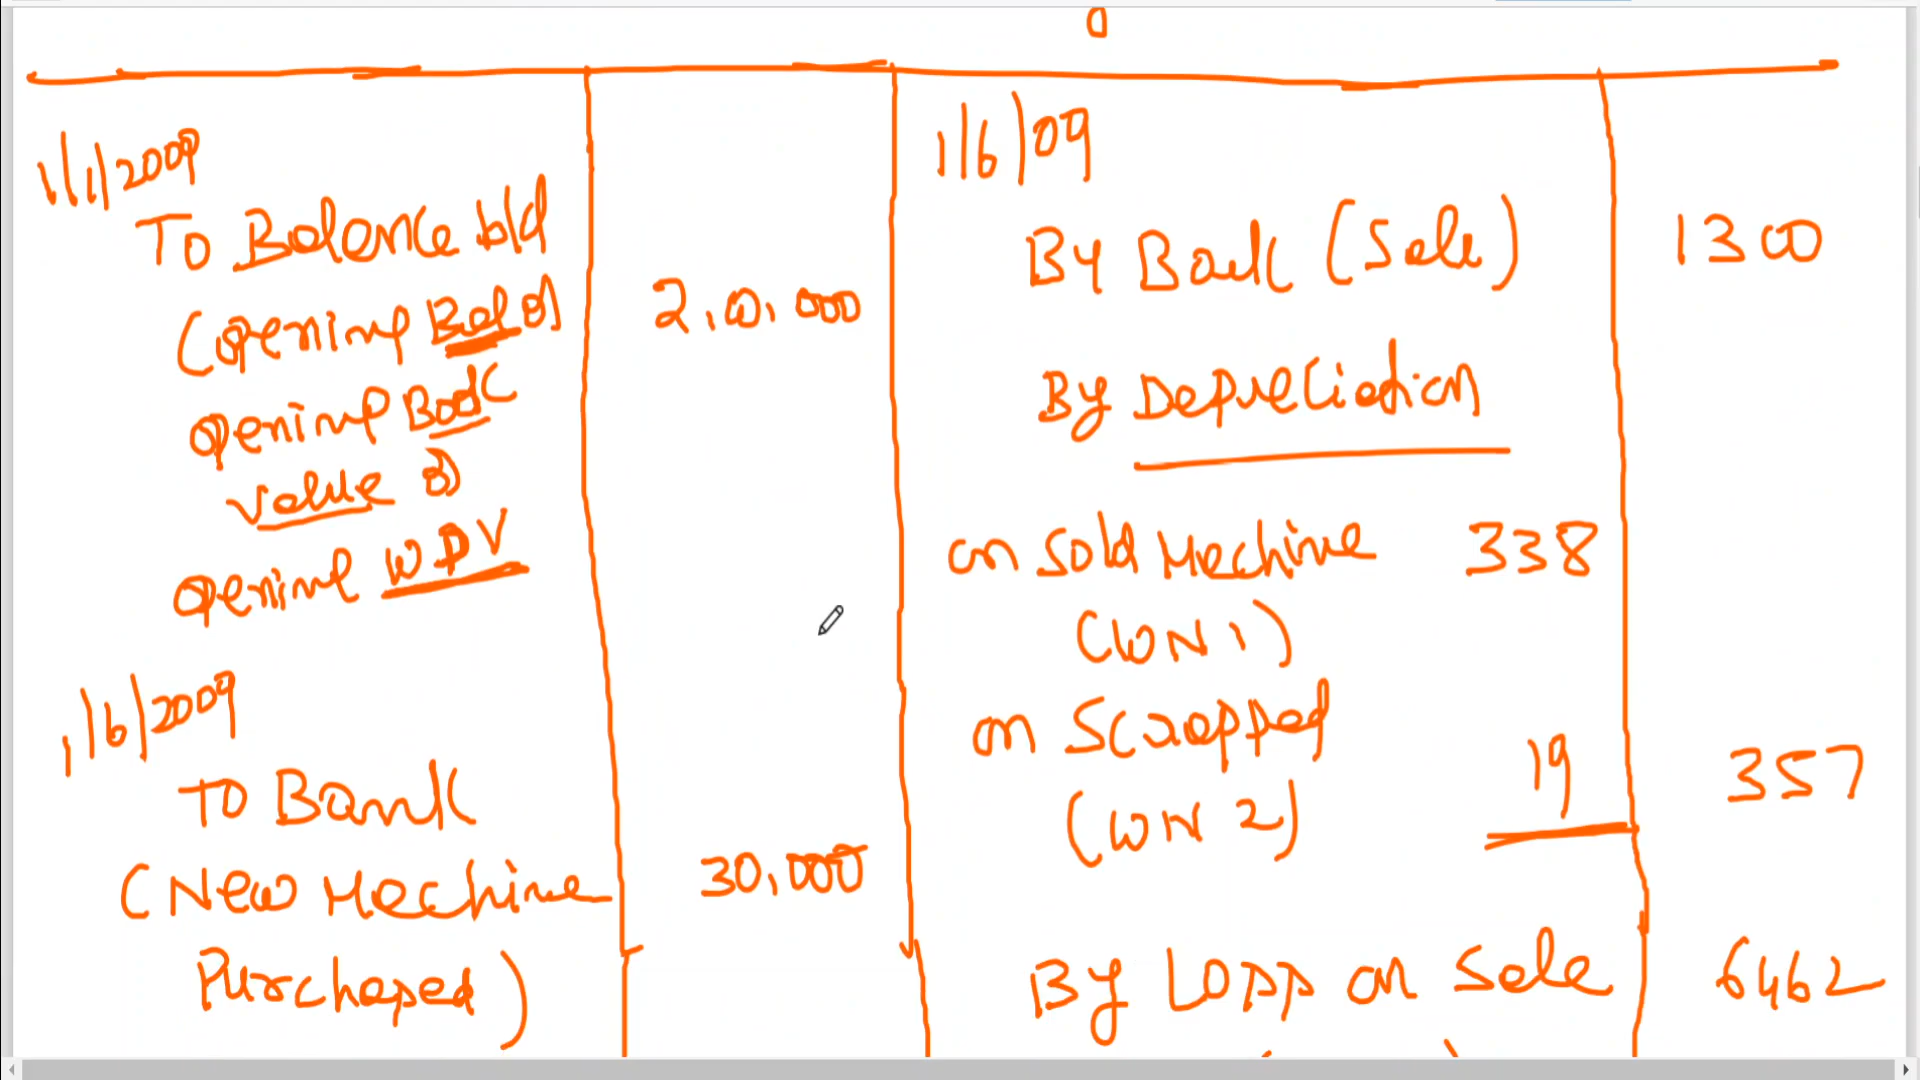 1/1/2009
To Balance b/d
(opening Bal or
opening Book
value or
opening WDV
2,00,000
1/6/2009
To Bank
(New Machine
Purchased)
30,000
1/6/09
By Bank (Sale)
1300
By Depreciation
on Sold Machine 338
(WN 1)
on Scrapped
(WN 2)
19
357
By Loss on Sale
6462